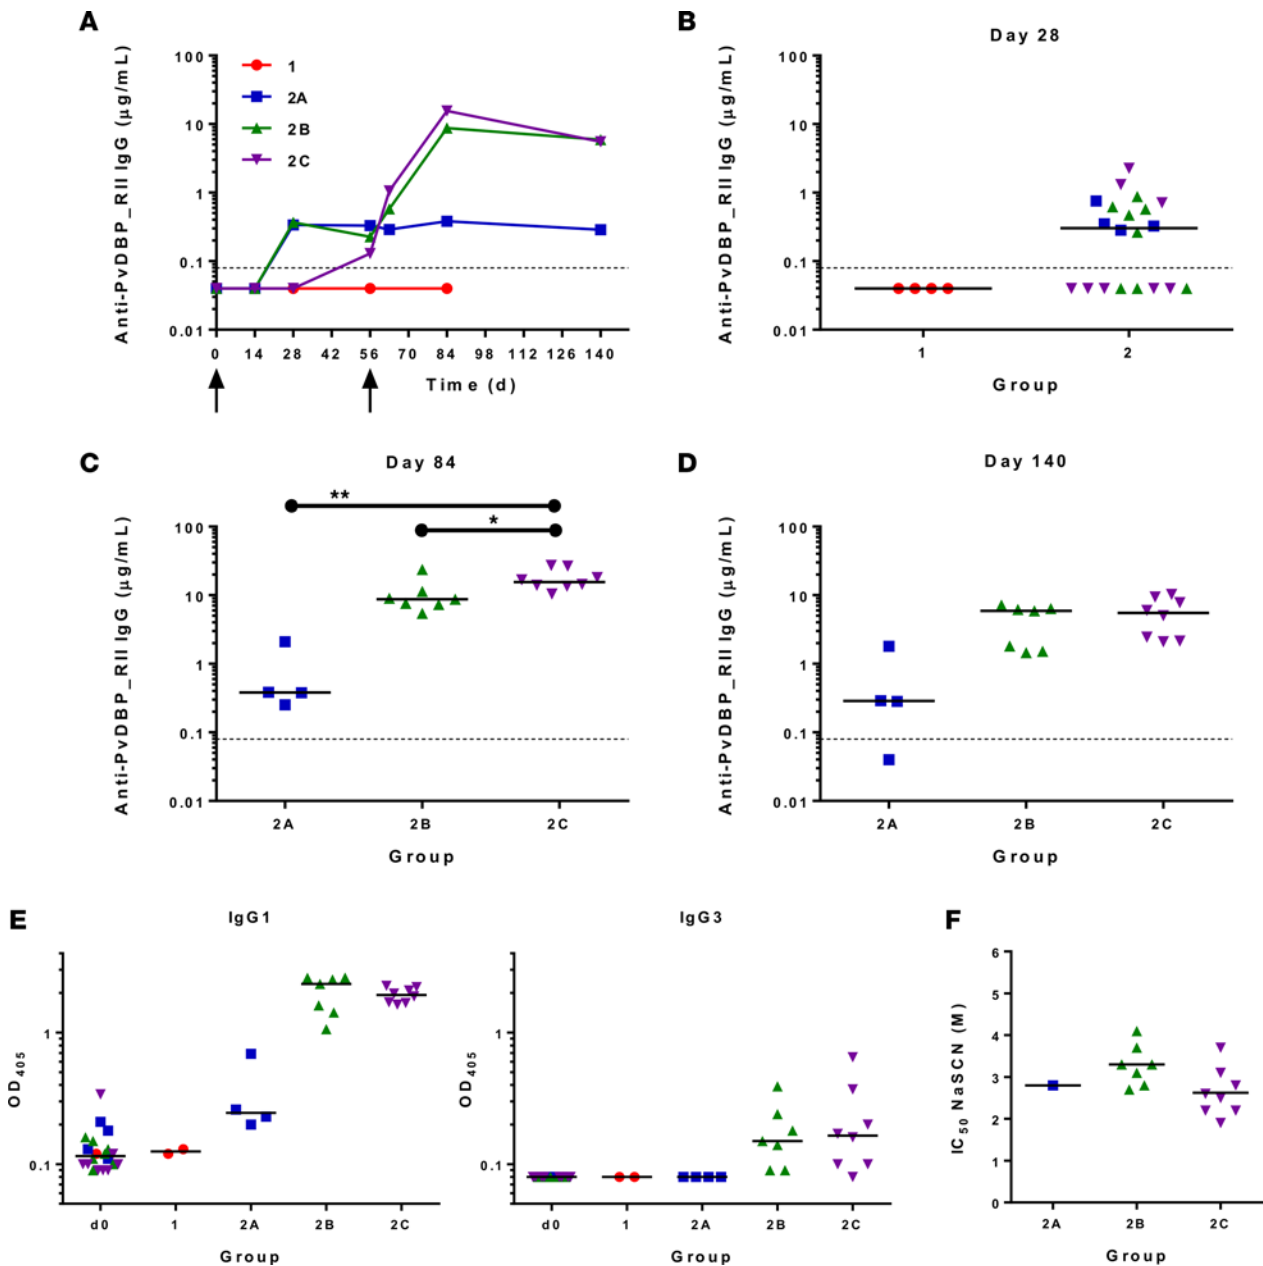 A
Anti-PvDBP_RII IgG (μg/mL)
100
10
1
0.1
0.01
1
2A
2B
2C
0 14 28 42 56 70 84 98 112 126 140
Time (d)
B
Day 28
Anti-PvDBP_RII IgG (μg/mL)
100
10
1
0.1
0.01
1 2
Group
C
Day 84
** 
*
Anti-PvDBP_RII IgG (μg/mL)
100
10
1
0.1
0.01
2A 2B 2C
Group
D
Day 140
Anti-PvDBP_RII IgG (μg/mL)
100
10
1
0.1
0.01
2A 2B 2C
Group
E
IgG1
OD405
1
0.1
d0 1 2A 2B 2C
Group
IgG3
OD405
1
0.1
d0 1 2A 2B 2C
Group
F
IC50 NaSCN (M)
6
5
4
3
2
1
0
2A 2B 2C
Group